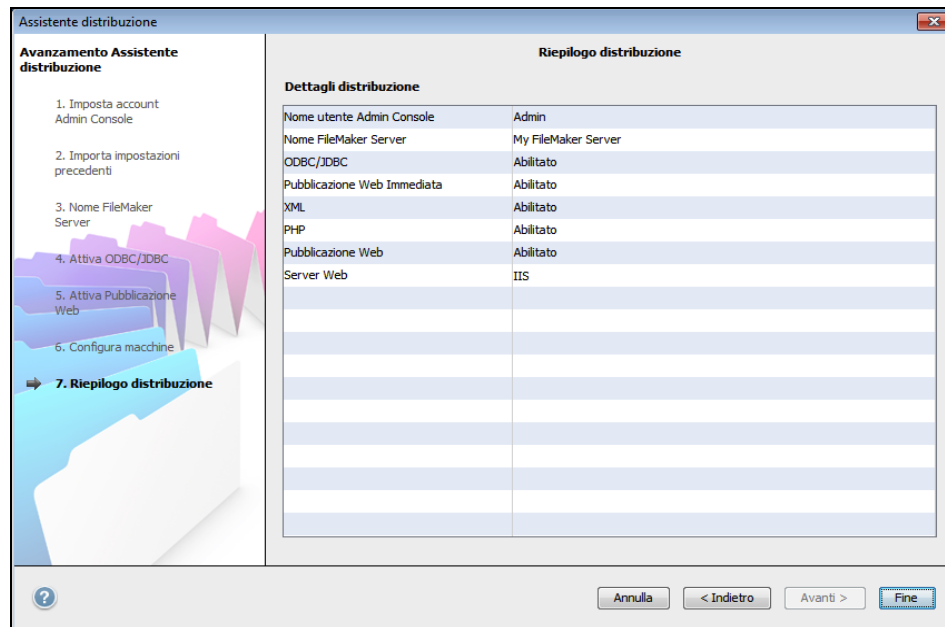 Assistente distribuzione
Avanzamento Assistente
distribuzione
1. Imposta account
Admin Console
2. Importa impostazioni
precedenti
3. Nome FileMaker
Server
4. Attiva ODBC/JDBC
5. Attiva Pubblicazione
Web
6. Configura macchine
7. Riepilogo distribuzione
Riepilogo distribuzione
Dettagli distribuzione
Nome utente Admin Console Admin
Nome FileMaker Server My FileMaker Server
ODBC/JDBC Abilitato
Pubblicazione Web Immediata Abilitato
XML Abilitato
PHP Abilitato
Pubblicazione Web Abilitato
Server Web IIS
? Annulla < Indietro Avanti > Fine